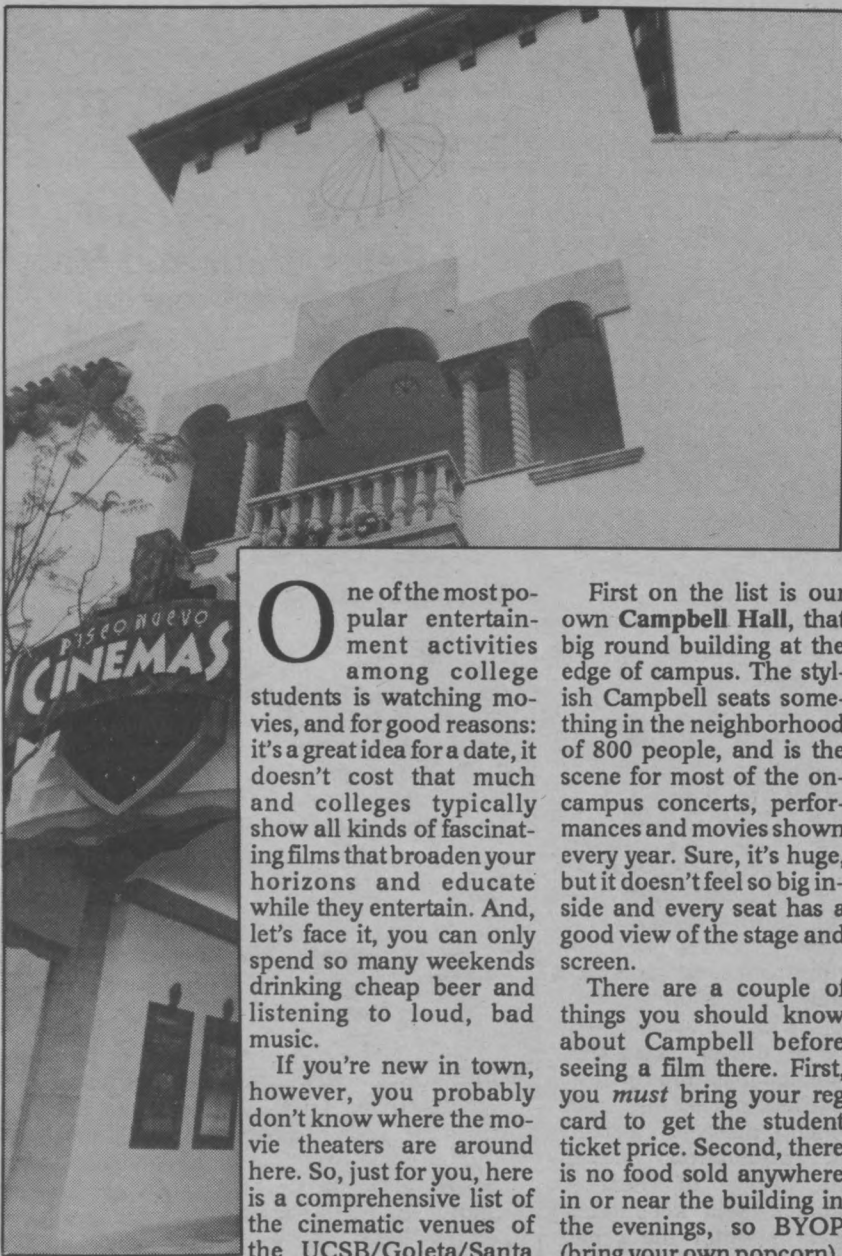 PASEO NUEVO
CINEMAS
One of the most po-
pular entertain-
ment activities
among college
students is watching mo-
vies, and for good reasons:
it's a great idea for a date, it
doesn't cost that much
and colleges typically
show all kinds of fascinat-
ing films that broaden your
horizons and educate
while they entertain. And,
let's face it, you can only
spend so many weekends
drinking cheap beer and
listening to loud, bad
music.
If you're new in town,
however, you probably
don't know where the mo-
vie theaters are around
here. So, just for you, here
is a comprehensive list of
the cinematic venues of
the UCSB/Goleta/Santa
First on the list is our
own Campbell Hall, that
big round building at the
edge of campus. The styl-
ish Campbell seats some-
thing in the neighborhood
of 800 people, and is the
scene for most of the on-
campus concerts, perfor-
mances and movies shown
every year. Sure, it's huge,
but it doesn't feel so big in-
side and every seat has a
good view of the stage and
screen.
There are a couple of
things you should know
about Campbell before
seeing a film there. First,
you must bring your reg
card to get the student
ticket price. Second, there
is no food sold anywhere
in or near the building in
the evenings, so BYOP
(bring your own popcorn).